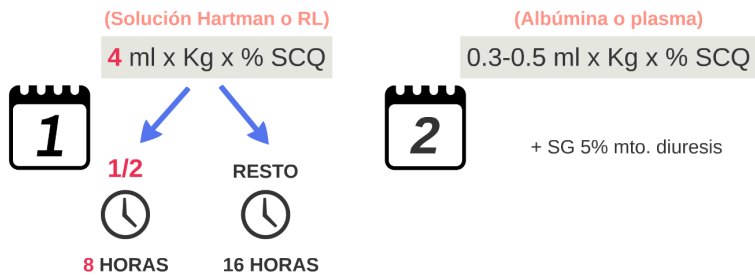 (Solución Hartman o RL)
4 ml x Kg x % SCQ
1
1/2
RESTO
8 HORAS
16 HORAS
(Albúmina o plasma)
0.3-0.5 ml x Kg x % SCQ
2
+ SG 5% mto. diuresis